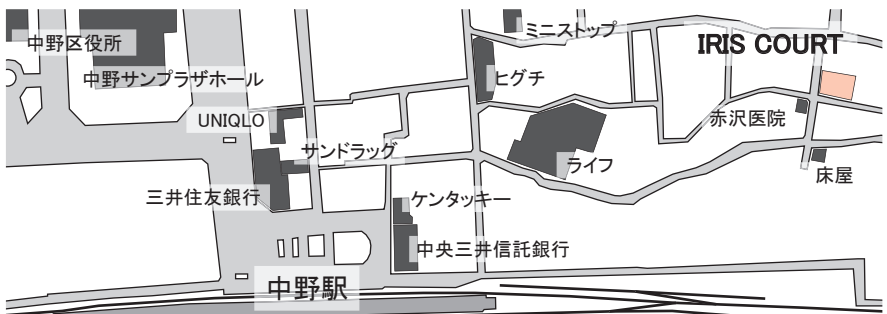 ミニストップ
中野区役所
IRIS COURT
中野サンプラザホール
ヒグチ
UNIQLO
赤沢医院
サンドラッグ
ライフ
床屋
三井住友銀行
ケンタッキー
中央三井信託銀行
中野駅